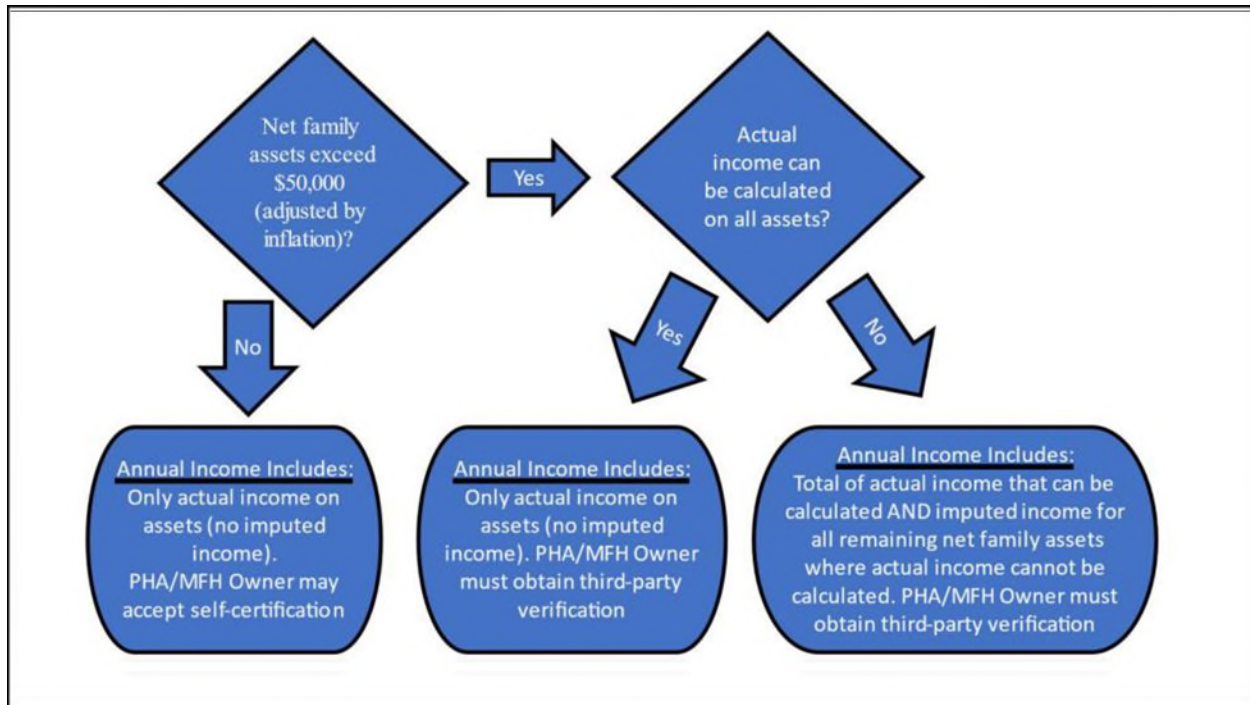 Net family
assets exceed
$50,000
(adjusted by
inflation)?
Yes
Actual
income can
be calculated
on all assets?
No
Yes
No
Annual Income Includes:
Only actual income on
assets (no imputed
income).
PHA/MFH Owner may
accept self-certification
Annual Income Includes:
Only actual income on
assets (no imputed
income). PHA/MFH Owner
must obtain third-party
verification
Annual Income Includes:
Total of actual income that can be
calculated AND imputed income for
all remaining net family assets
where actual income cannot be
calculated. PHA/MFH Owner must
obtain third-party verification